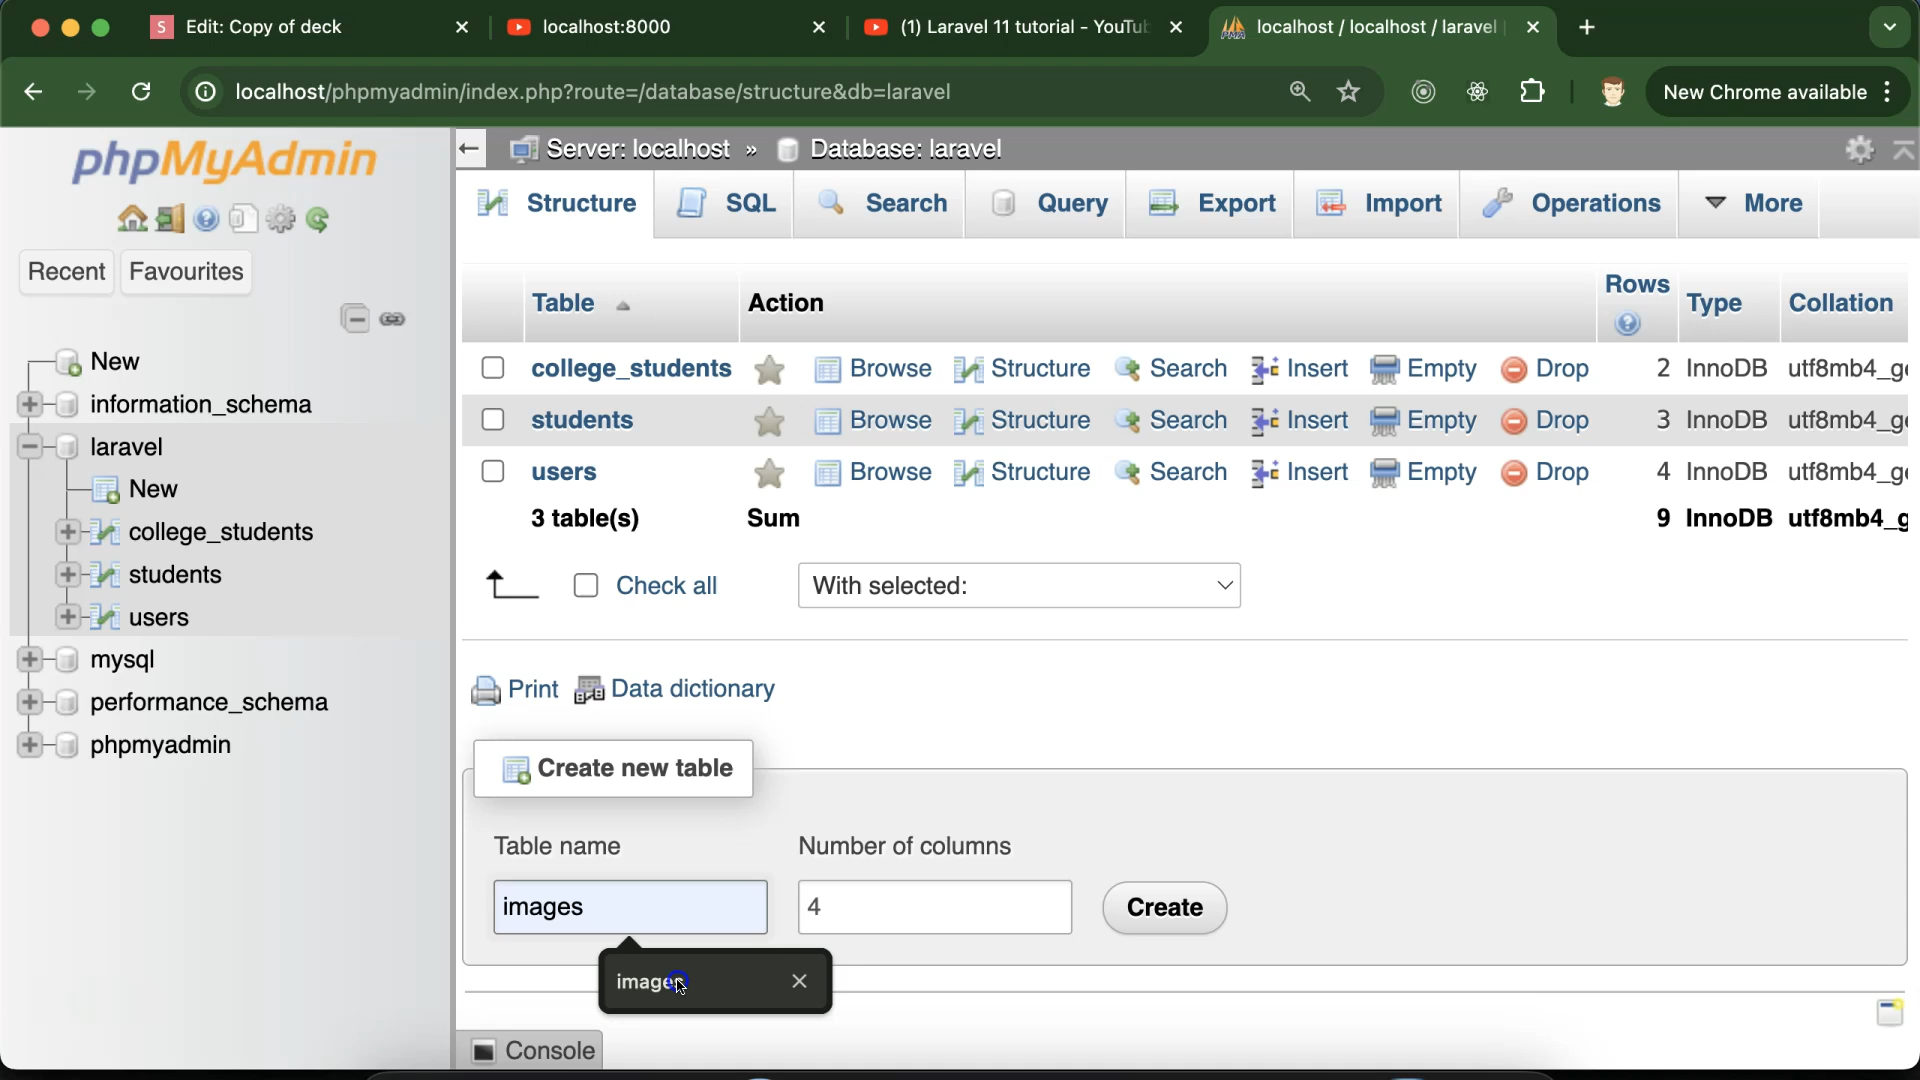 Edit: Copy of deck
localhost:8000
(1) Laravel 11 tutorial - YouTub
localhost / localhost / laravel
localhost/phpmyadmin/index.php?route=/database/structure&db=laravel
New Chrome available
phpMyAdmin
Recent
Favourites
New
information_schema
laravel
New
college_students
students
users
mysql
performance_schema
phpmyadmin
Server: localhost » Database: laravel
Structure SQL Search Query Export Import Operations More
Table Action Rows Type Collation
college_students Browse Structure Search Insert Empty Drop 2 InnoDB utf8mb4_ge
students Browse Structure Search Insert Empty Drop 3 InnoDB utf8mb4_ge
users Browse Structure Search Insert Empty Drop 4 InnoDB utf8mb4_ge
3 table(s) Sum 9 InnoDB utf8mb4_g
Check all With selected:
Print Data dictionary
Create new table
Table name Number of columns
images 4 Create
images
Console